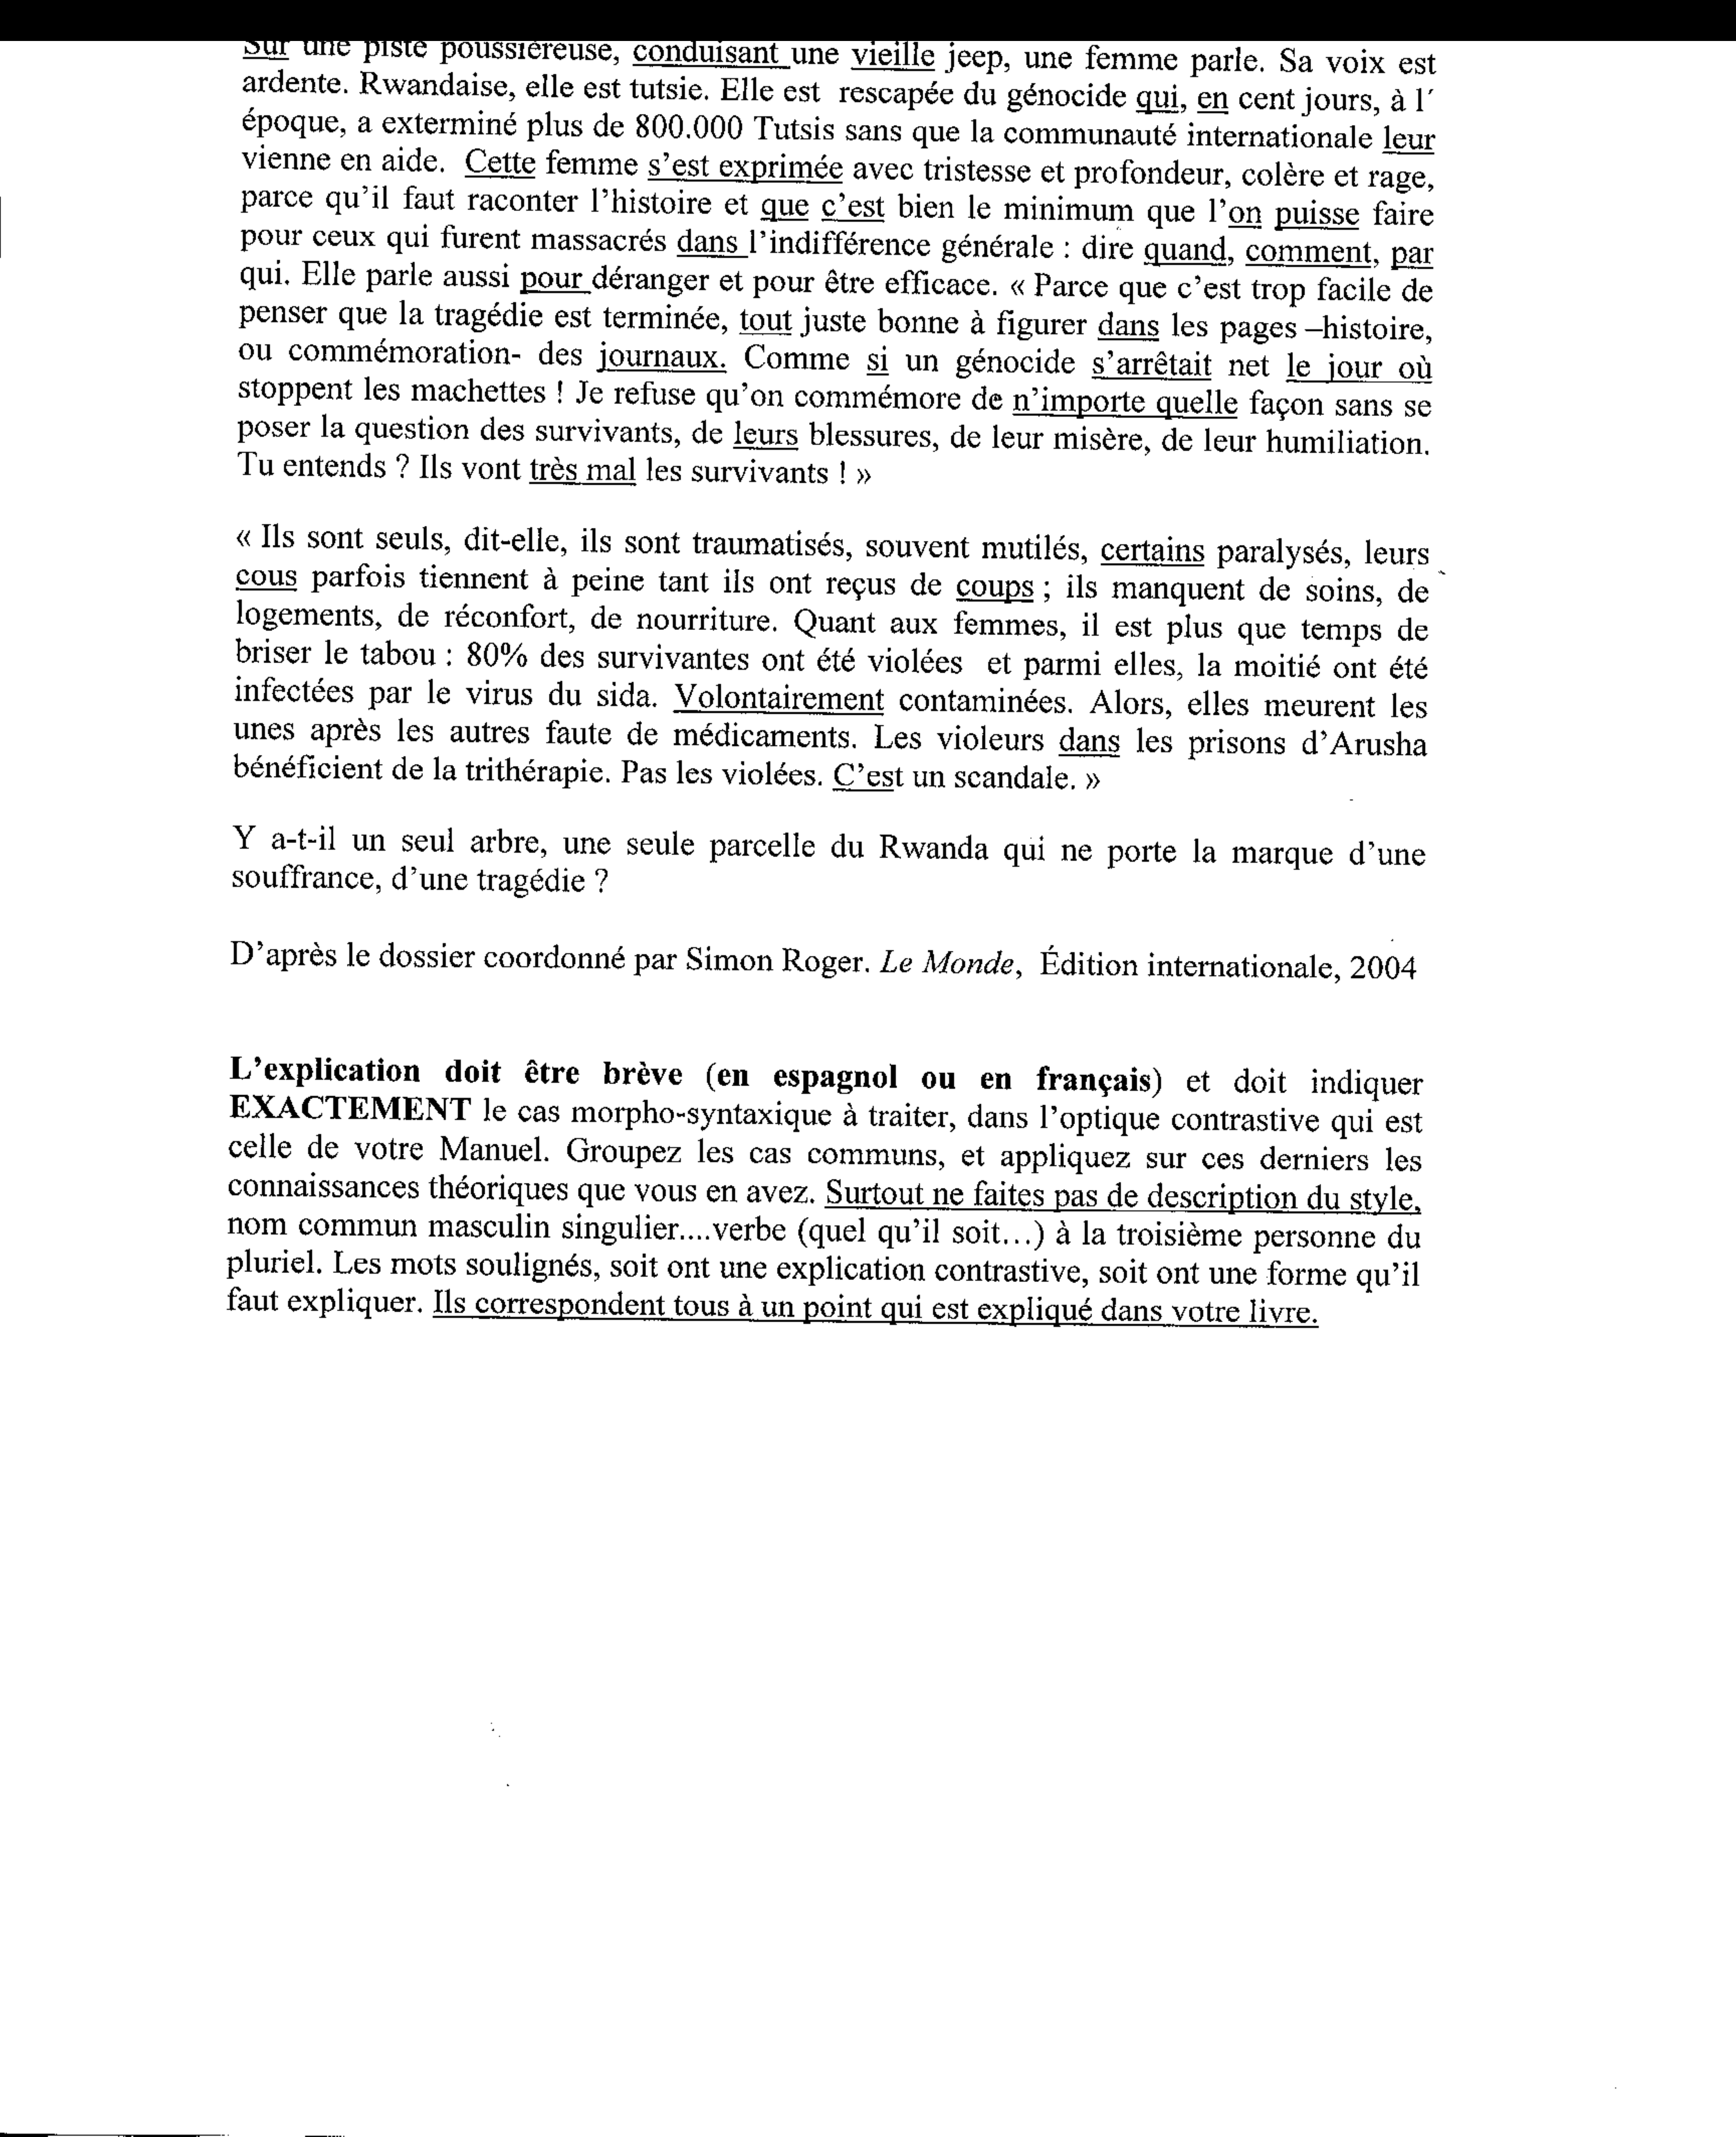 Sur une piste poussiéreuse, conduisant une vieille jeep, une femme parle. Sa voix est
ardente. Rwandaise, elle est tutsie. Elle est rescapée du génocide qui, en cent jours, à l´
époque, a exterminé plus de 800.000 Tutsis sans que la communauté internationale leur
vienne en aide. Cette femme s'est exprimée avec tristesse et profondeur, colère et rage,
parce qu'il faut raconter l'histoire et que c'est bien le minimum que l'on puisse faire
pour ceux qui furent massacrés dans l'indifférence générale : dire quand, comment, par
qui. Elle parle aussi pour déranger et pour être efficace. « Parce que c'est trop facile de
penser que la tragédie est terminée, tout juste bonne à figurer dans les pages –histoire,
ou commémoration- des journaux. Comme si un génocide s'arrêtait net le jour où
stoppent les machettes ! Je refuse qu'on commémore de n'importe quelle façon sans se
poser la question des survivants, de leurs blessures, de leur misère, de leur humiliation.
Tu entends ? Ils vont très mal les survivants ! »
« Ils sont seuls, dit-elle, ils sont traumatisés, souvent mutilés, certains paralysés, leurs
cous parfois tiennent à peine tant ils ont reçus de coups ; ils manquent de soins, de
logements, de réconfort, de nourriture. Quant aux femmes, il est plus que temps de
briser le tabou : 80% des survivantes ont été violées et parmi elles, la moitié ont été
infectées par le virus du sida. Volontairement contaminées. Alors, elles meurent les
unes après les autres faute de médicaments. Les violeurs dans les prisons d'Arusha
bénéficient de la trithérapie. Pas les violées. C'est un scandale. »
Y a-t-il un seul arbre, une seule parcelle du Rwanda qui ne porte la marque d'une
souffrance, d'une tragédie ?
D'après le dossier coordonné par Simon Roger. Le Monde, Édition internationale, 2004
L'explication doit être brève (en espagnol ou en français) et doit indiquer
EXACTEMENT le cas morpho-syntaxique à traiter, dans l'optique contrastive qui est
celle de votre Manuel. Groupez les cas communs, et appliquez sur ces derniers les
connaissances théoriques que vous en avez. Surtout ne faites pas de description du style,
nom commun masculin singulier....verbe (quel qu'il soit...) à la troisième personne du
pluriel. Les mots soulignés, soit ont une explication contrastive, soit ont une forme qu'il
faut expliquer. Ils correspondent tous à un point qui est expliqué dans votre livre.